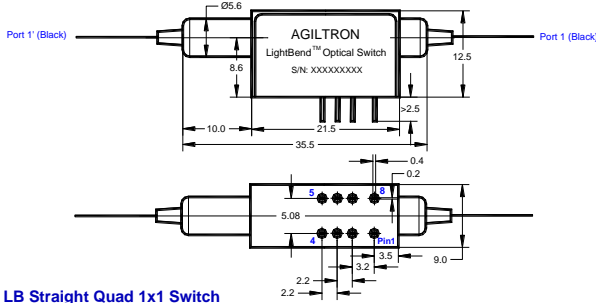 Ø5.6
AGILTRON
LightBend™ Optical Switch
S/N: XXXXXXXXX
Port 1' (Black)
Port 1 (Black)
8.6
12.5
>2.5
10.0
21.5
35.5
0.4
0.2
5
8
5.08
4
Pin1
3.5
9.0
3.2
2.2
2.2
LB Straight Quad 1x1 Switch